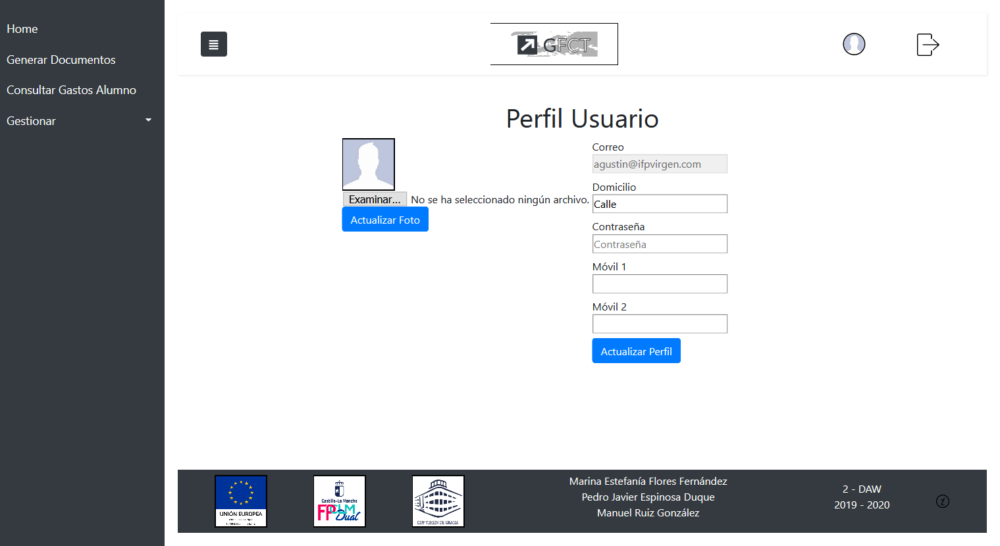 Home
Generar Documentos
Consultar Gastos Alumno
Gestionar
GFCT
Perfil Usuario
Examinar... No se ha seleccionado ningún archivo.
Actualizar Foto
Correo
agustin@ifpvirgen.com
Domicilio
Calle
Contraseña
Contraseña
Móvil 1
Móvil 2
Actualizar Perfil
UNIÓN EUROPEA
Castilla-La Mancha
FPCLM
Dual
CIFP VIRGEN DE GRACIA
Marina Estefanía Flores Fernández
Pedro Javier Espinosa Duque
Manuel Ruiz González
2 - DAW
2019 - 2020
i